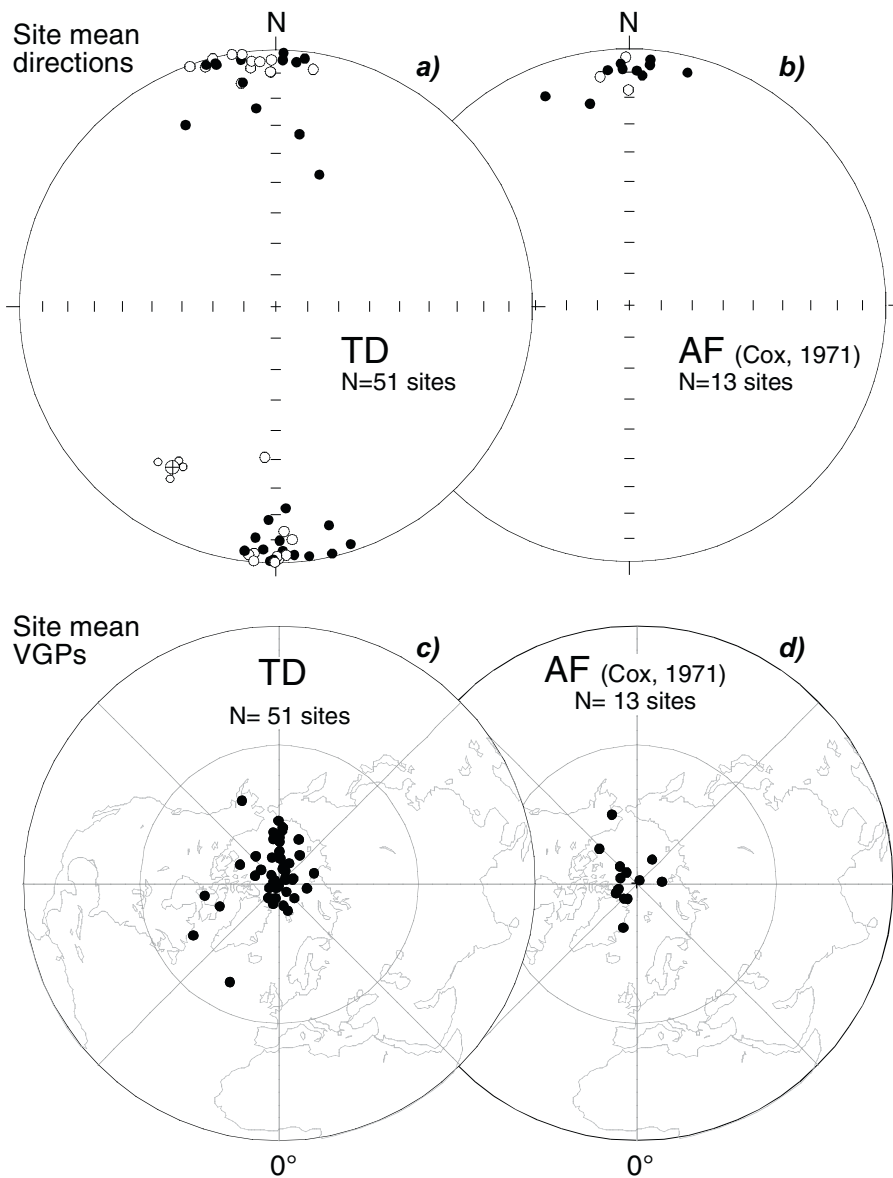 Site mean
directions
N
a)
N
b)
TD
N=51 sites
AF (Cox, 1971)
N=13 sites
Site mean
VGPs
c)
TD
N= 51 sites
d)
AF (Cox, 1971)
N= 13 sites
0°
0°